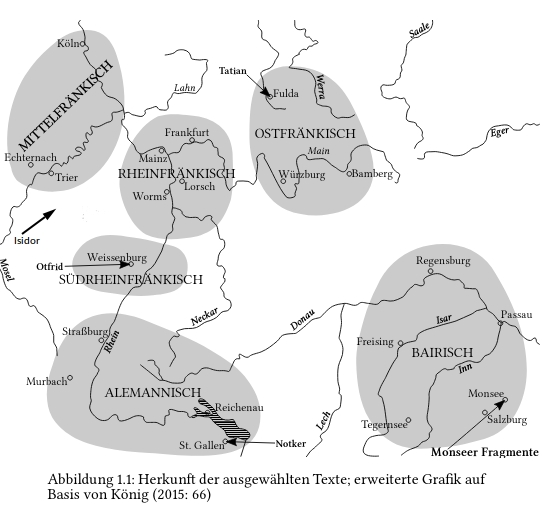 Köln
MITTELFRÄNKISCH
Echternach
Trier
Lahn
Isidor
Mosel
Frankfurt
Mainz
RHEINFRÄNKISCH
Lorsch
Worms
Tatian
Fulda
Werra
OSTFRÄNKISCH
Main
Würzburg
Bamberg
Saale
Eger
Otfrid
Weissenburg
SÜDRHEINFRÄNKISCH
Straßburg
Rhein
Neckar
Murbach
ALEMANNISCH
Reichenau
St. Gallen
Notker
Donau
Lech
Regensburg
Passau
Isar
Freising
BAIRISCH
Inn
Monsee
Tegernsee
Salzburg
Monseer Fragmente
Abbildung 1.1: Herkunft der ausgewählten Texte; erweiterte Grafik auf
Basis von König (2015: 66)